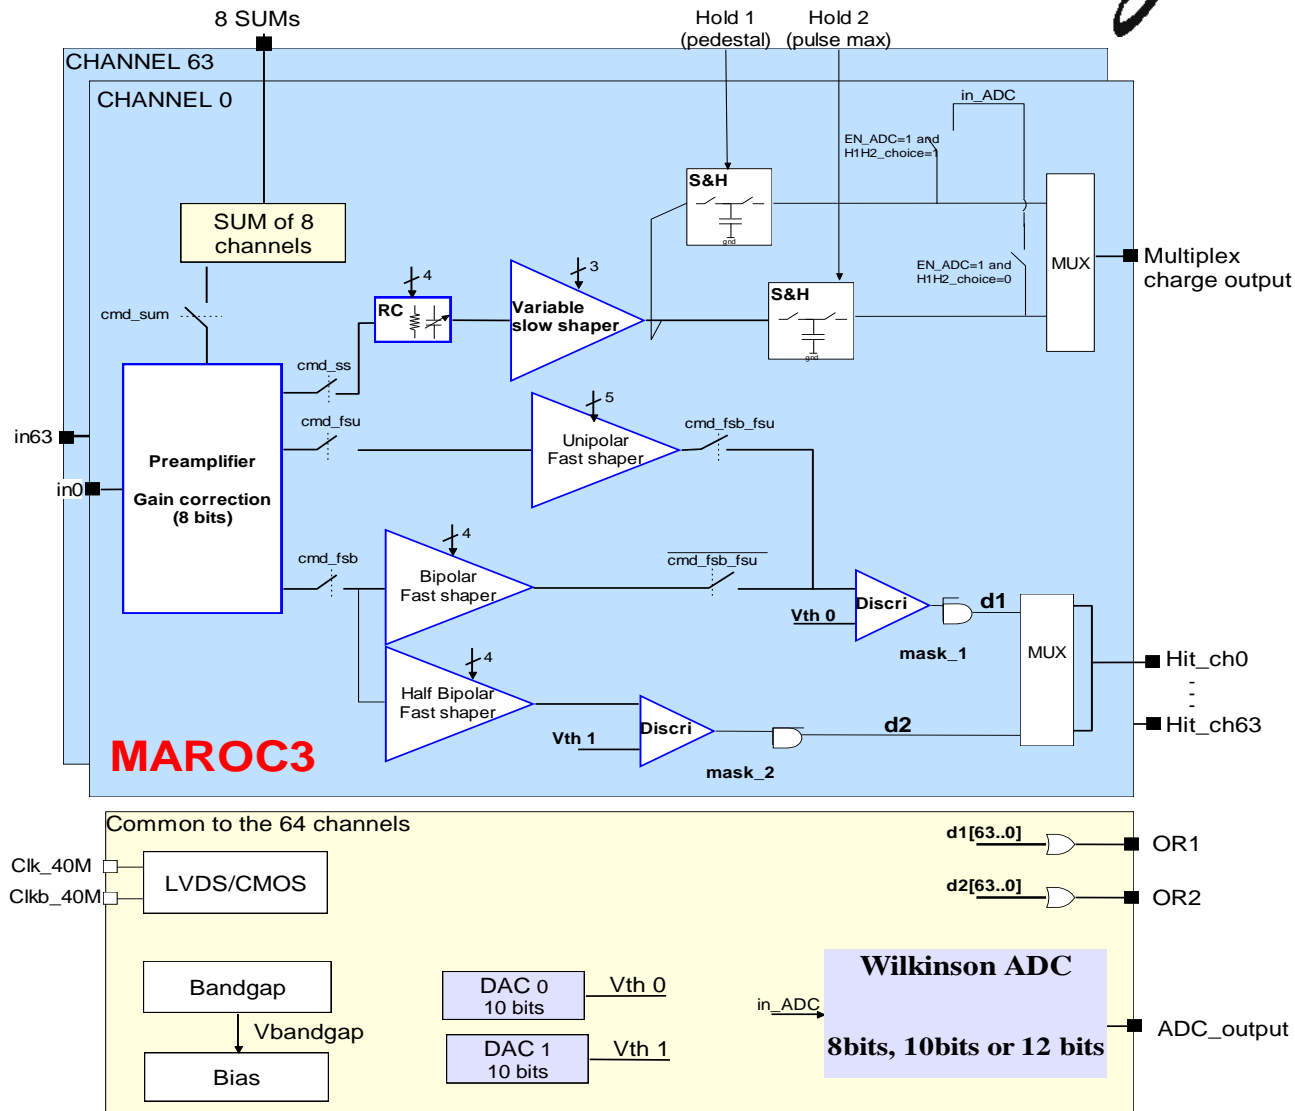 8 SUMs
Hold 1
(pedestal)
Hold 2
(pulse max)
CHANNEL 63
CHANNEL 0
in_ADC
EN_ADC=1 and
H1H2_choice=1
S&H
gnd
SUM of 8
channels
EN_ADC=1 and
H1H2_choice=0
MUX
Multiplex
charge output
4
3
RC
Variable
slow shaper
S&H
gnd
cmd_sum
cmd_ss
in63
cmd_fsu
5
Unipolar
Fast shaper
cmd_fsb_fsu
Preamplifier
Gain correction
(8 bits)
in0
cmd_fsb
4
Bipolar
Fast shaper
cmd_fsb_fsu
Discri
Vth 0
d1
mask_1
MUX
Hit_ch0
4
Half Bipolar
Fast shaper
Discri
Vth 1
d2
mask_2
Hit_ch63
MAROC3
Common to the 64 channels
Clk_40M
Clkb_40M
LVDS/CMOS
d1[63..0]
OR1
d2[63..0]
OR2
Bandgap
Vbandgap
Bias
DAC 0
10 bits
Vth 0
DAC 1
10 bits
Vth 1
in_ADC
Wilkinson ADC
8bits, 10bits or 12 bits
ADC_output